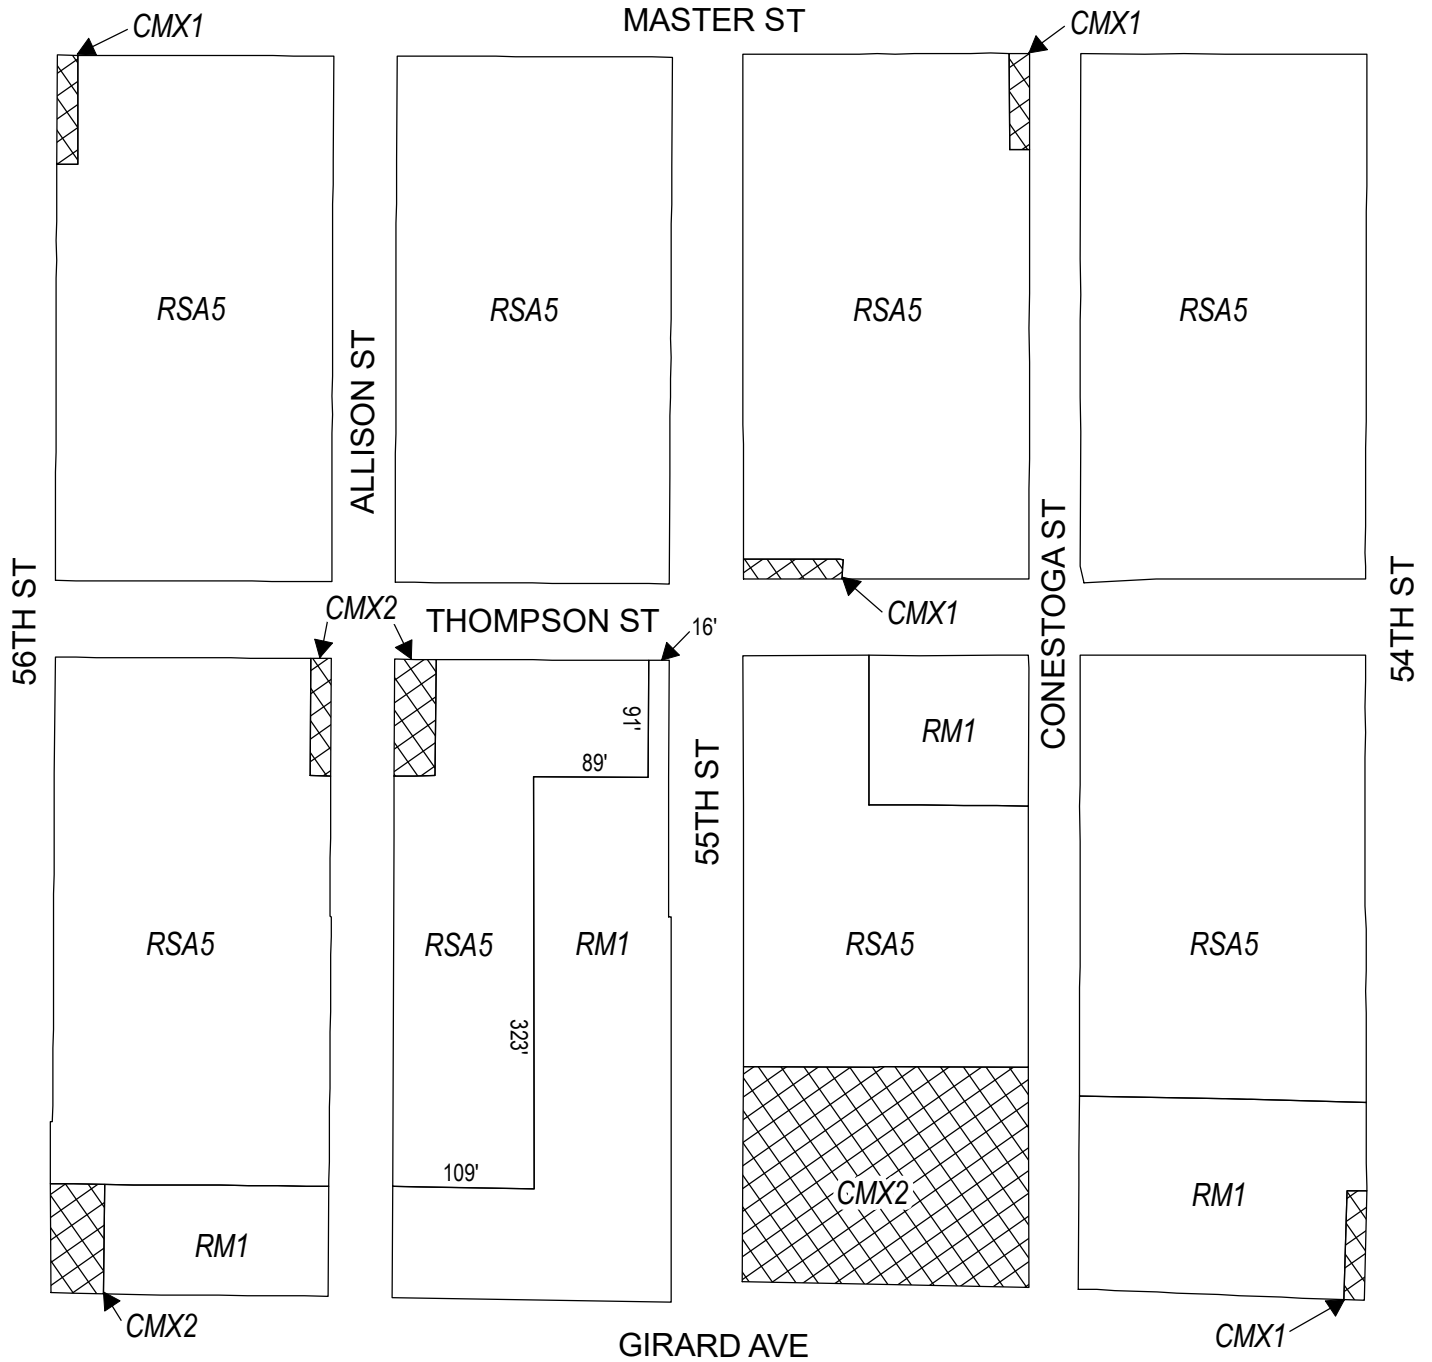 MASTER ST
CMX1
CMX1
RSA5
RSA5
RSA5
RSA5
ALLISON ST
CONESTOGA ST
56TH ST
54TH ST
CMX2
THOMPSON ST
16'
CMX1
91'
89'
55TH ST
RM1
RSA5
RSA5
RM1
RSA5
RSA5
323'
109'
CMX2
RM1
RM1
CMX2
CMX1
GIRARD AVE